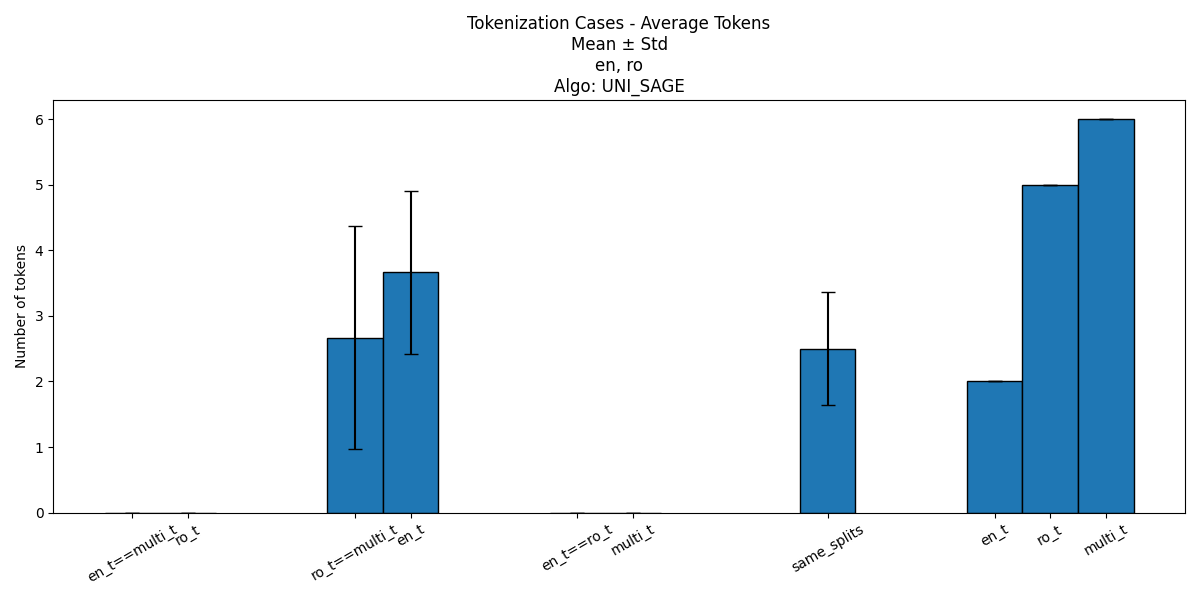 Tokenization Cases - Average Tokens
Mean ± Std
en, ro
Algo: UNI_SAGE
Number of tokens
6
5
4
3
2
1
0
en_t==multi_t
ro_t
ro_t==multi_t
en_t
en_t==ro_t
multi_t
same_splits
en_t
ro_t
multi_t